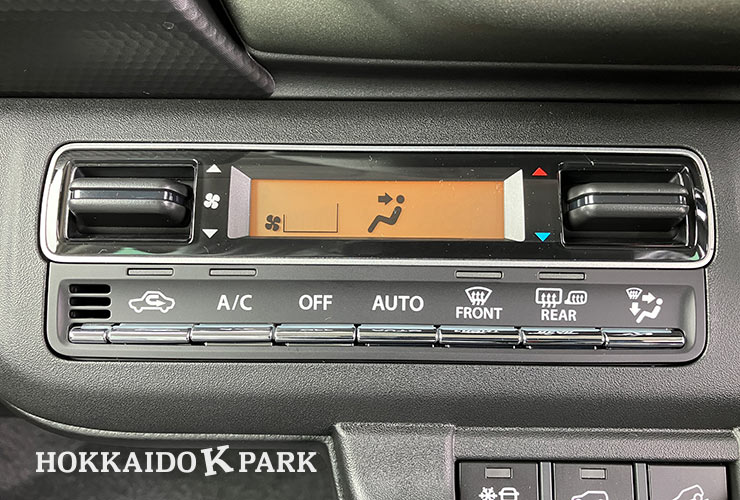 A/C OFF AUTO FRONT REAR
HOKKAIDO K PARK